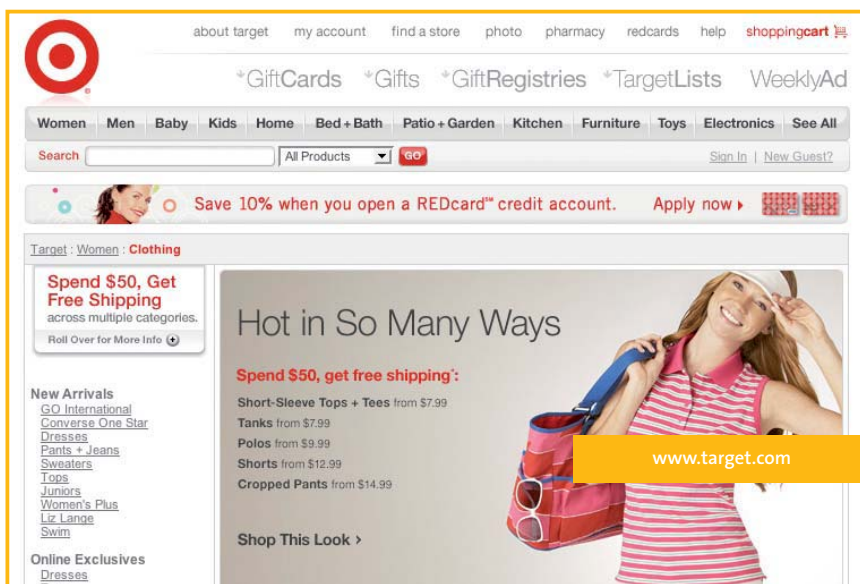 about target my account find a store photo pharmacy redcards help shoppingcart
GiftCards Gifts GiftRegistries TargetLists WeeklyAd
Women Men Baby Kids Home Bed + Bath Patio + Garden Kitchen Furniture Toys Electronics See All
Search All Products GO Sign In | New Guest?
Save 10% when you open a REDcard℠ credit account. Apply now
Target : Women : Clothing
Spend $50, Get
Free Shipping
across multiple categories.
Roll Over for More Info
New Arrivals
GO International
Converse One Star
Dresses
Pants + Jeans
Sweaters
Tops
Juniors
Women's Plus
Liz Lange
Swim
Online Exclusives
Dresses
Hot in So Many Ways
Spend $50, get free shipping*:
Short-Sleeve Tops + Tees from $7.99
Tanks from $7.99
Polos from $9.99
Shorts from $12.99
Cropped Pants from $14.99
Shop This Look ›
www.target.com